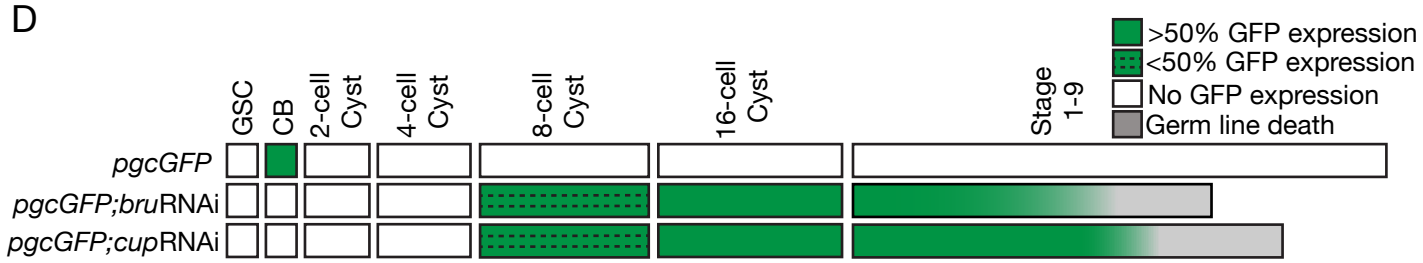 D
>50% GFP expression
<50% GFP expression
No GFP expression
Germ line death
GSC
CB
2-cell
Cyst
4-cell
Cyst
8-cell
Cyst
16-cell
Cyst
Stage
1-9
pgcGFP
pgcGFP;bruRNAi
pgcGFP;cupRNAi